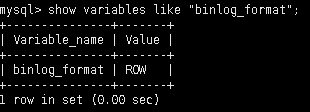 mysql> show variables like "binlog_format";
+---------------+-------+
| Variable_name | Value |
+---------------+-------+
| binlog_format | ROW   |
+---------------+-------+
1 row in set (0.00 sec)